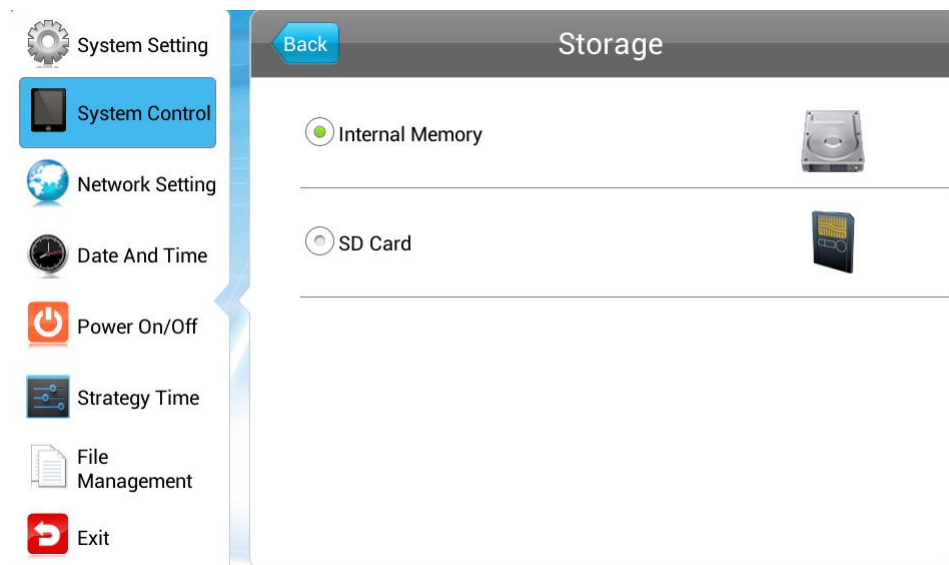 System Setting
System Control
Network Setting
Date And Time
Power On/Off
Strategy Time
File
Management
Exit
Back
Storage
Internal Memory
SD Card